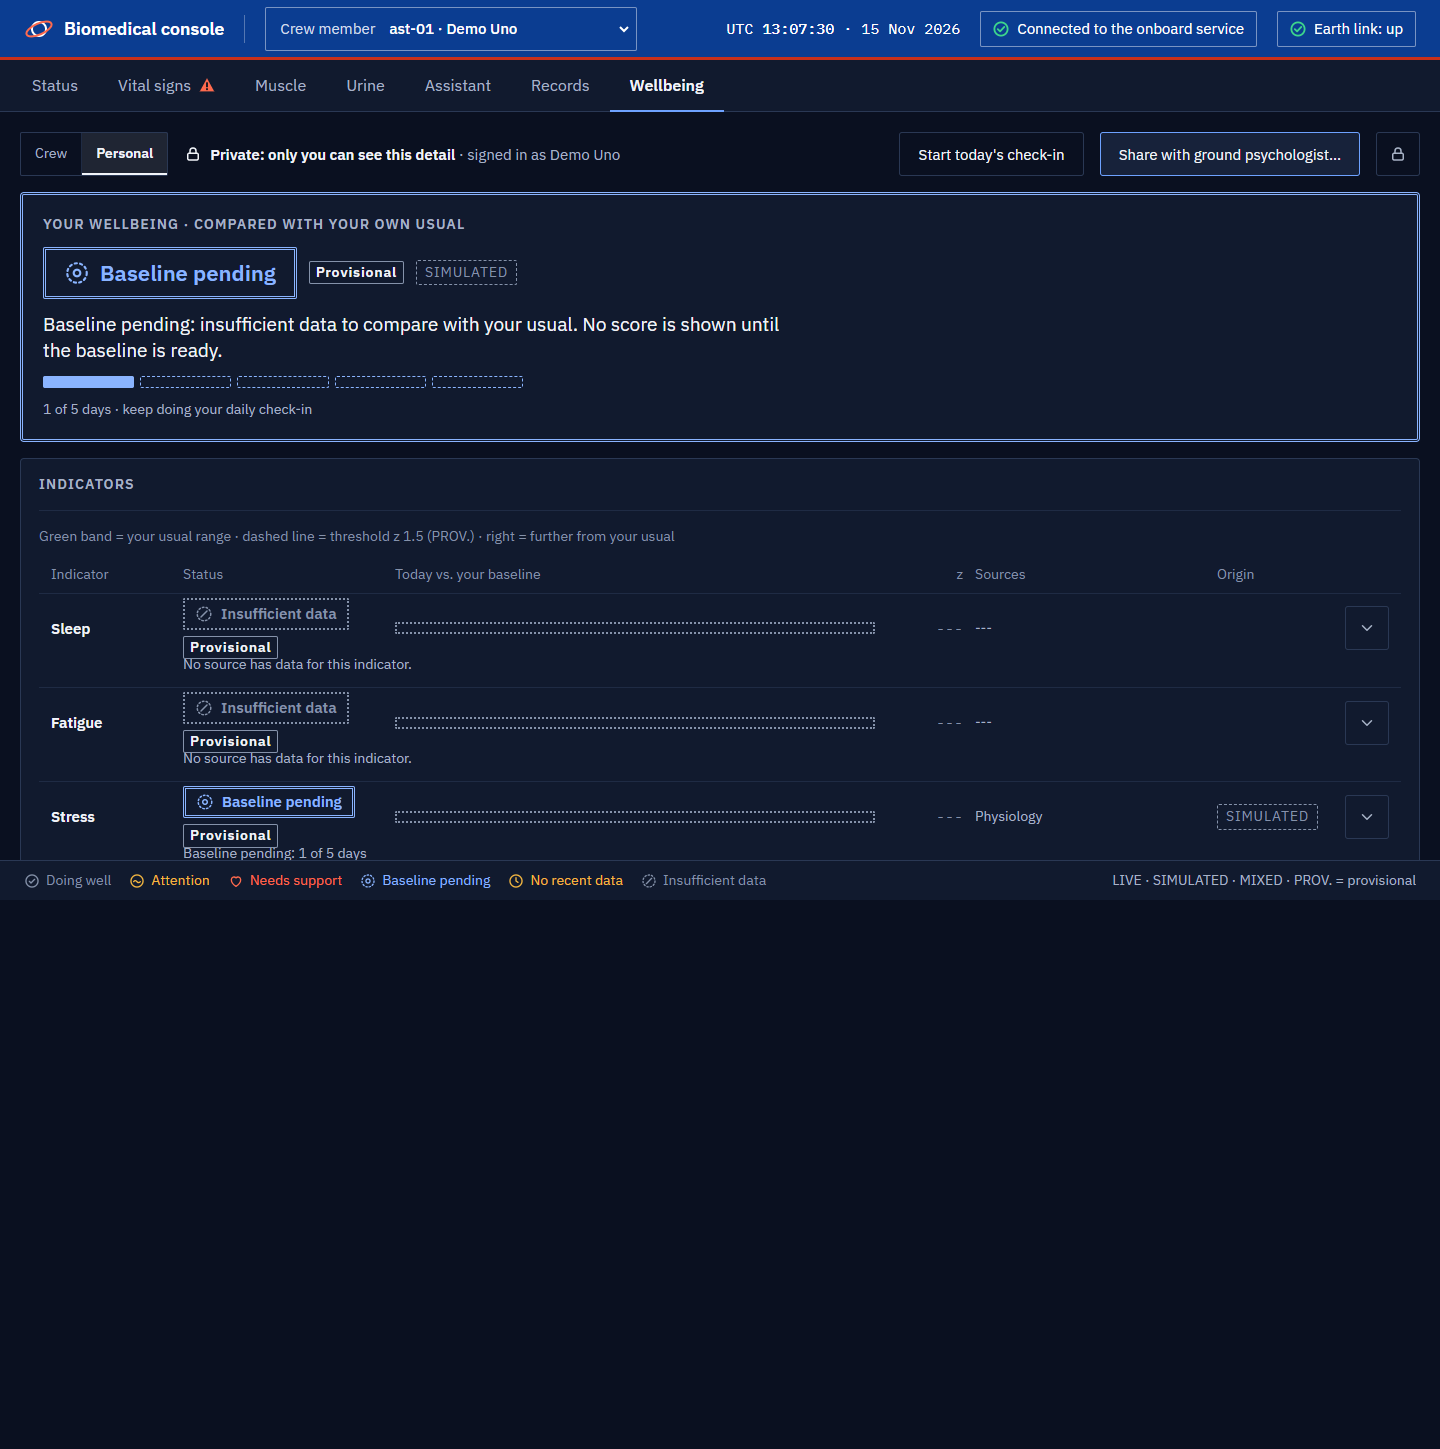 Biomedical console
Crew member ast-01 · Demo Uno
UTC 13:07:30 · 15 Nov 2026
Connected to the onboard service
Earth link: up
Status
Vital signs
Muscle
Urine
Assistant
Records
Wellbeing
Crew
Personal
Private: only you can see this detail · signed in as Demo Uno
Start today's check-in
Share with ground psychologist...
YOUR WELLBEING · COMPARED WITH YOUR OWN USUAL
Baseline pending
Provisional
SIMULATED
Baseline pending: insufficient data to compare with your usual. No score is shown until
the baseline is ready.
1 of 5 days · keep doing your daily check-in
INDICATORS
Green band = your usual range · dashed line = threshold z 1.5 (PROV.) · right = further from your usual
Indicator Status Today vs. your baseline z Sources Origin
Sleep
Insufficient data
Provisional
No source has data for this indicator.
--- ---
Fatigue
Insufficient data
Provisional
No source has data for this indicator.
--- ---
Stress
Baseline pending
Provisional
Baseline pending: 1 of 5 days
--- Physiology
SIMULATED
Doing well
Attention
Needs support
Baseline pending
No recent data
Insufficient data
LIVE · SIMULATED · MIXED · PROV. = provisional